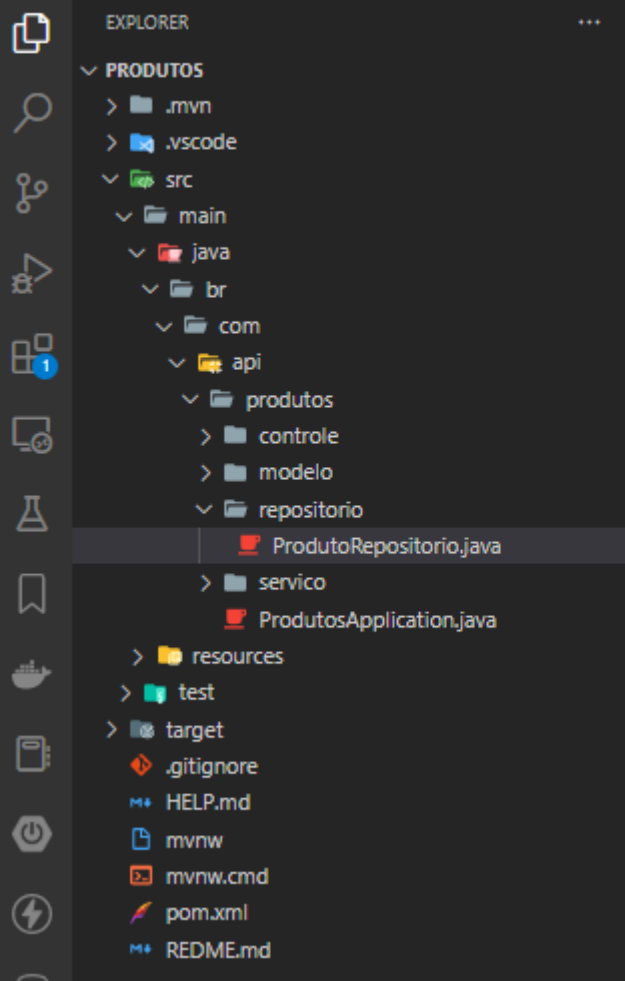 EXPLORER
PRODUTOS
.mvn
.vscode
src
main
java
br
com
api
produtos
controle
modelo
repositorio
ProdutoRepositorio.java
servico
ProdutosApplication.java
resources
test
target
.gitignore
HELP.md
mvnw
mvnw.cmd
pom.xml
REDME.md
1